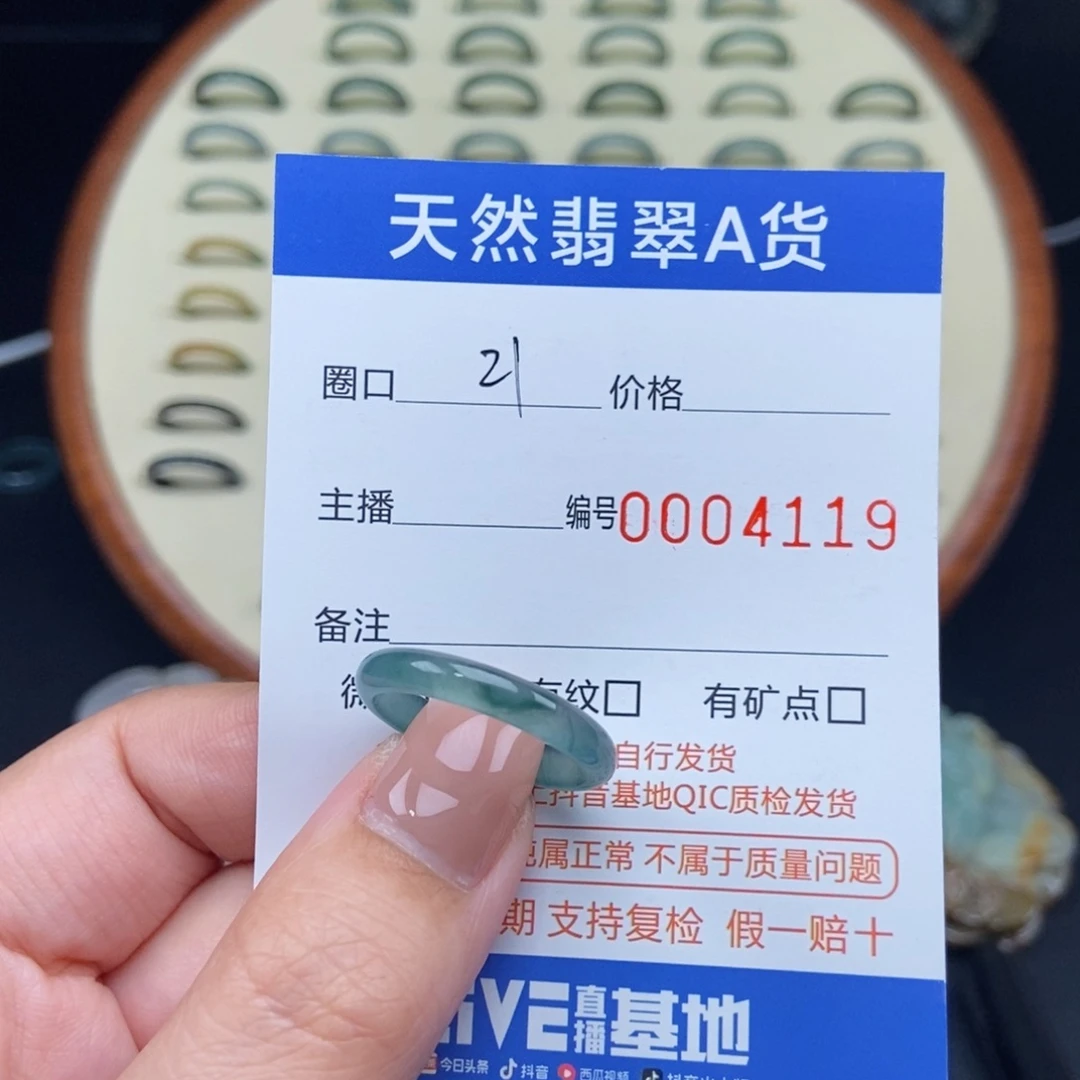 天然翡翠A货
圈口 21 价格
主播 编号0004119
备注
有纹□ 有矿点□
自行发货
抖音基地QIC质检发货
属正常 不属于质量问题
期 支持复检 假一赔十
LiVE直播基地
今日头条 抖音 西瓜视频